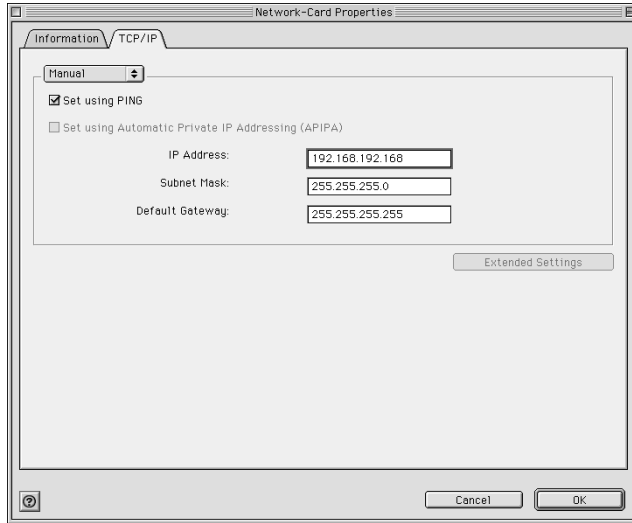 Network-Card Properties
Information
TCP/IP
Manual
Set using PING
Set using Automatic Private IP Addressing (APIPA)
IP Address: 192.168.192.168
Subnet Mask: 255.255.255.0
Default Gateway: 255.255.255.255
Extended Settings
?
Cancel
OK